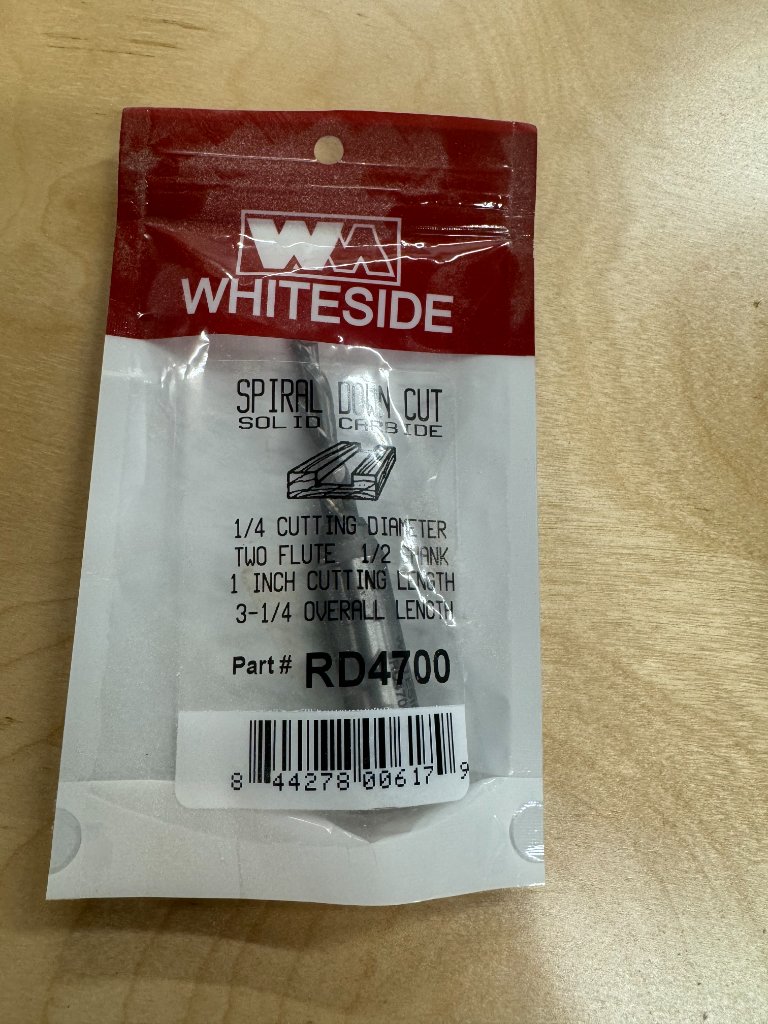 WA
WHITESIDE
SPIRAL DOWN CUT
SOLID CARBIDE
1/4 CUTTING DIAMETER
TWO FLUTE 1/2 SHANK
1 INCH CUTTING LENGTH
3-1/4 OVERALL LENGTH
Part # RD4700
8 44278 00617 9